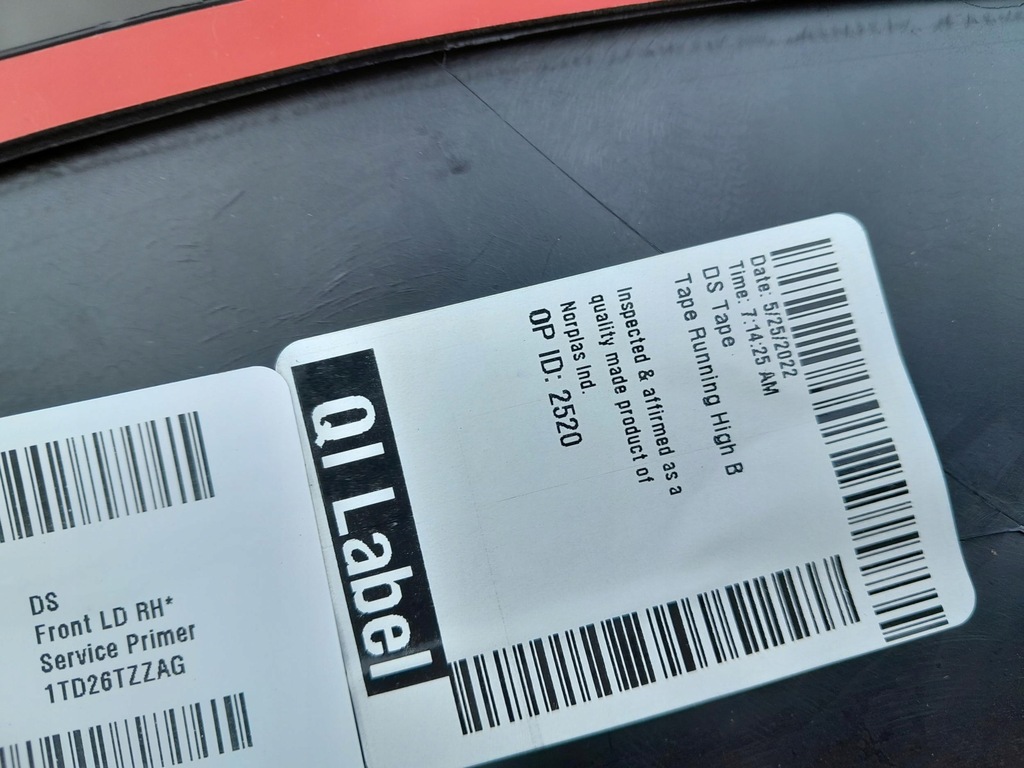 DS
Front LD RH*
Service Primer
1TD26TZZAG
Date: 5/25/2022
Time: 7:14:25 AM
DS Tape
Tape Running High B
Inspected & affirmed as a
quality made product of
Norplas Ind.
OP ID: 2520
QI Label